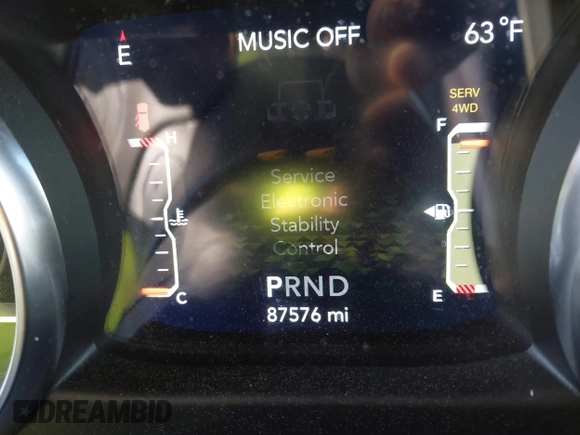 E
MUSIC OFF
63°F
SERV
4WD
H
F
Service
Electronic
Stability
Control
C
E
PRND
87576 mi
DREAMBID